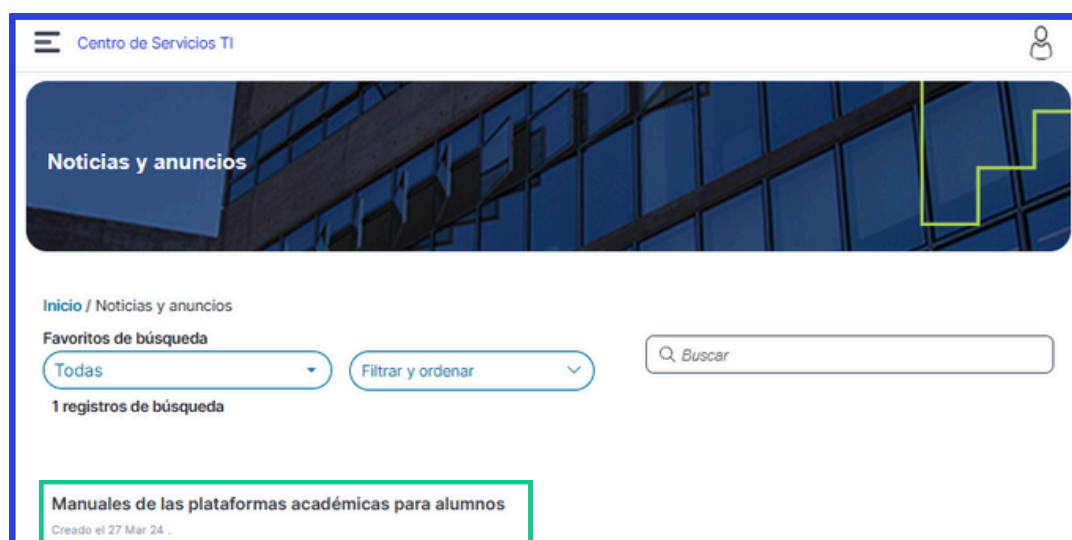 Centro de Servicios TI
Noticias y anuncios
Inicio / Noticias y anuncios
Favoritos de búsqueda
Todas
Filtrar y ordenar
Buscar
1 registros de búsqueda
Manuales de las plataformas académicas para alumnos
Creado el 27 Mar 24 .